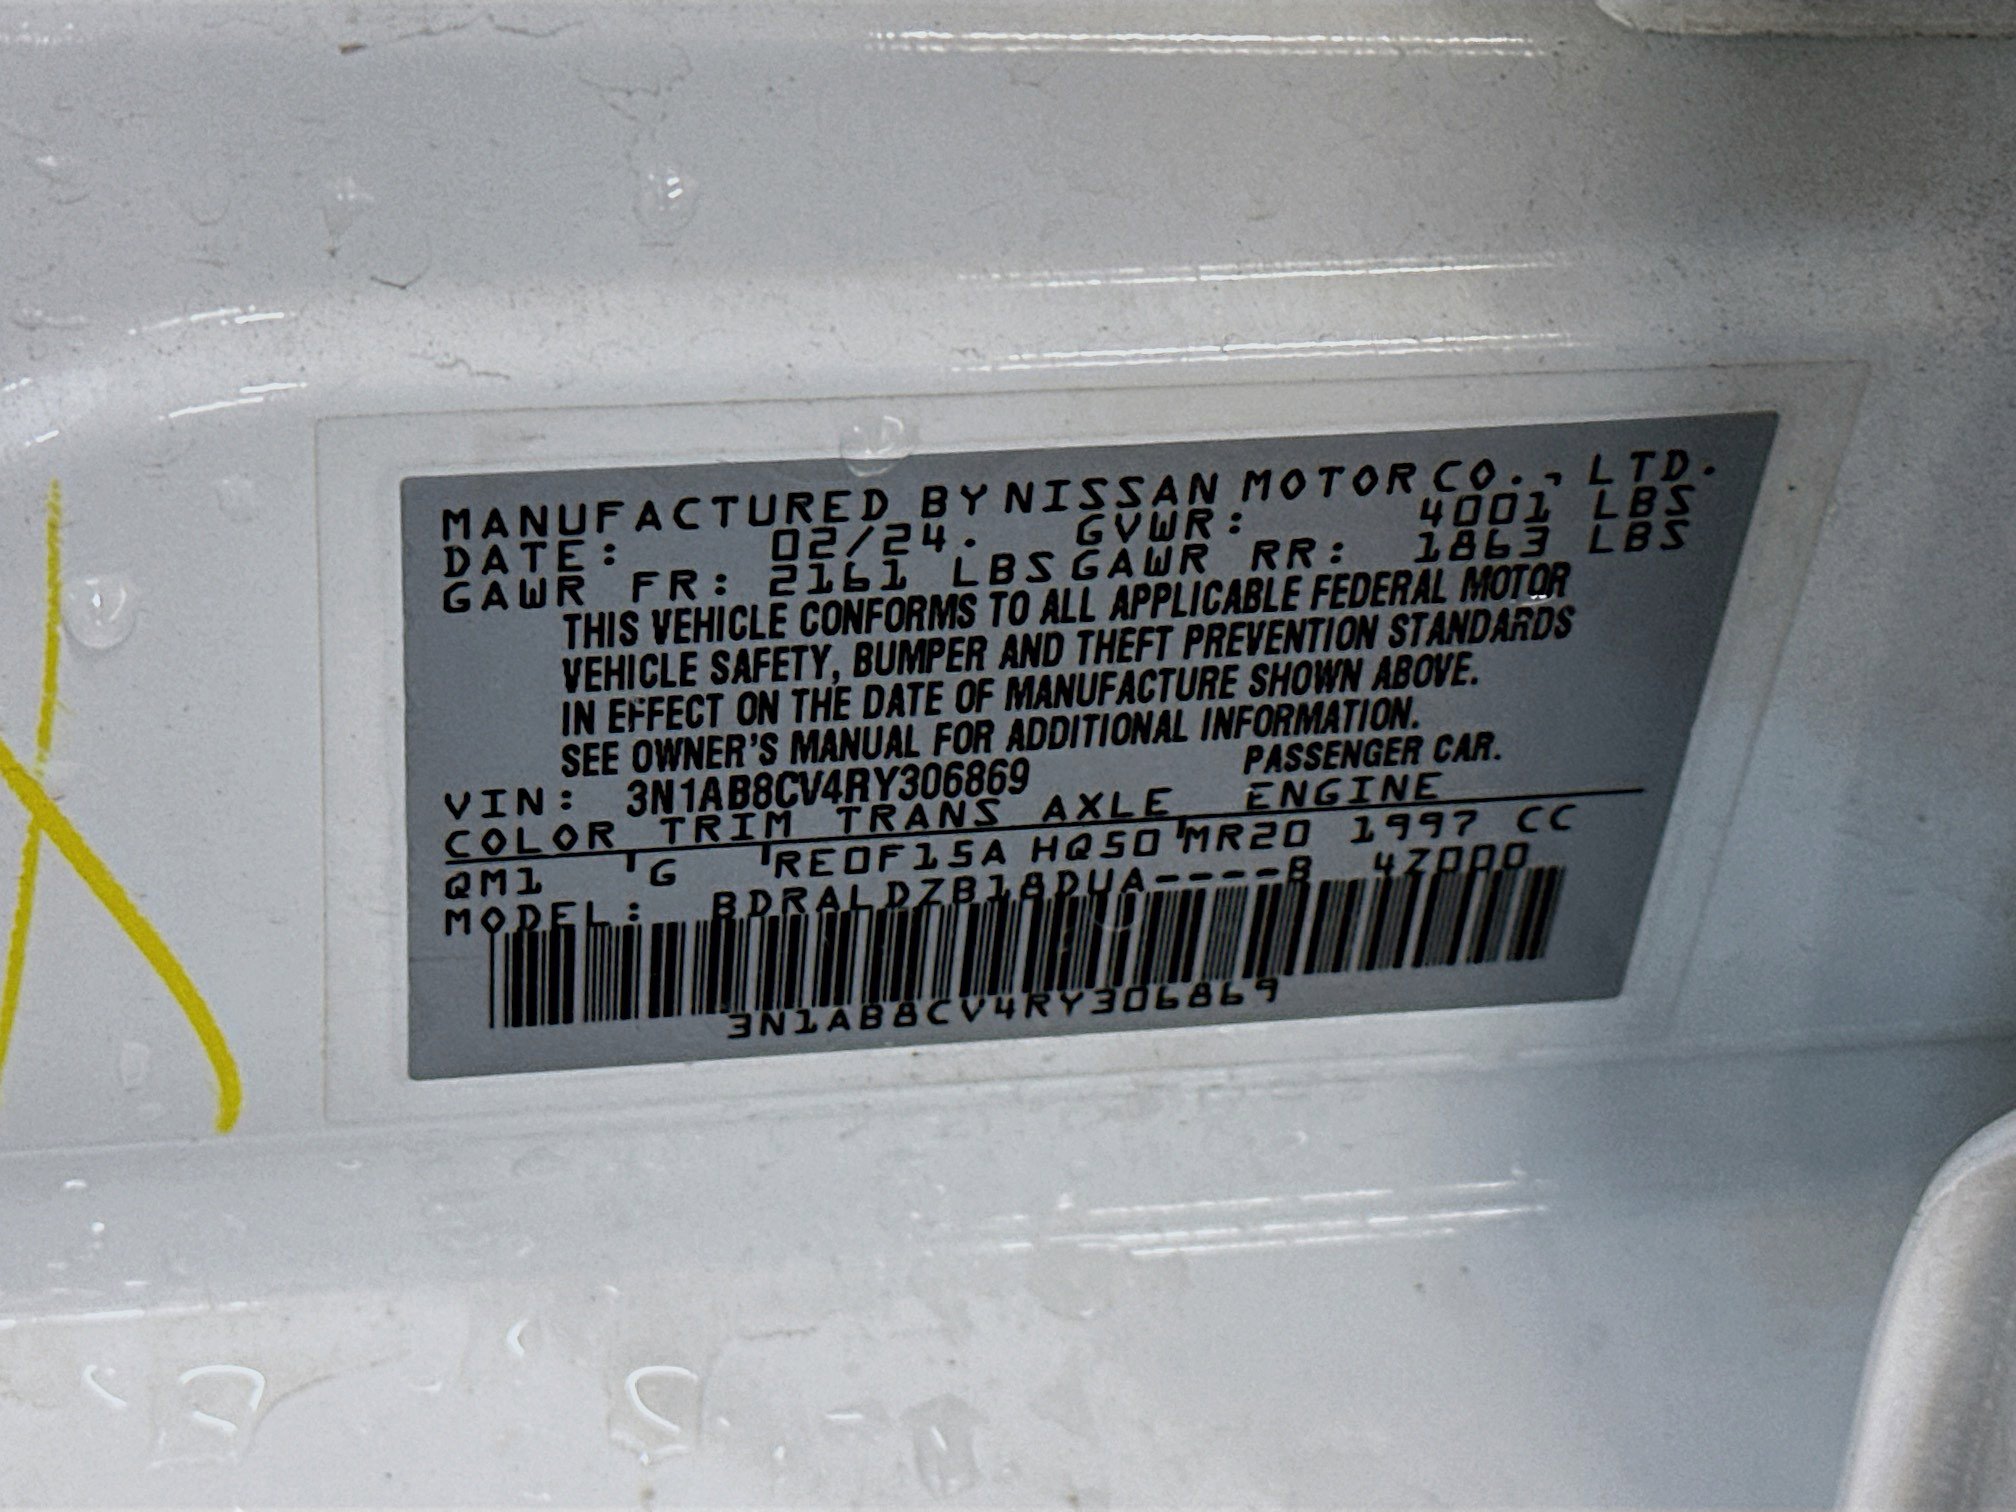 MANUFACTURED BY NISSAN MOTOR CO., LTD.
DATE: 02/24. GVWR: 4001 LBS
GAWR FR: 2161 LBS GAWR RR: 1863 LBS
THIS VEHICLE CONFORMS TO ALL APPLICABLE FEDERAL MOTOR
VEHICLE SAFETY, BUMPER AND THEFT PREVENTION STANDARDS
IN EFFECT ON THE DATE OF MANUFACTURE SHOWN ABOVE.
SEE OWNER'S MANUAL FOR ADDITIONAL INFORMATION.
VIN: 3N1AB8CV4RY306869 PASSENGER CAR.
COLOR TRIM TRANS AXLE ENGINE
QM1 G RE0F15A HQ50 MR20 1997 CC
MODEL: BDRALDZB18DUA----B 4Z000
3N1AB8CV4RY306869